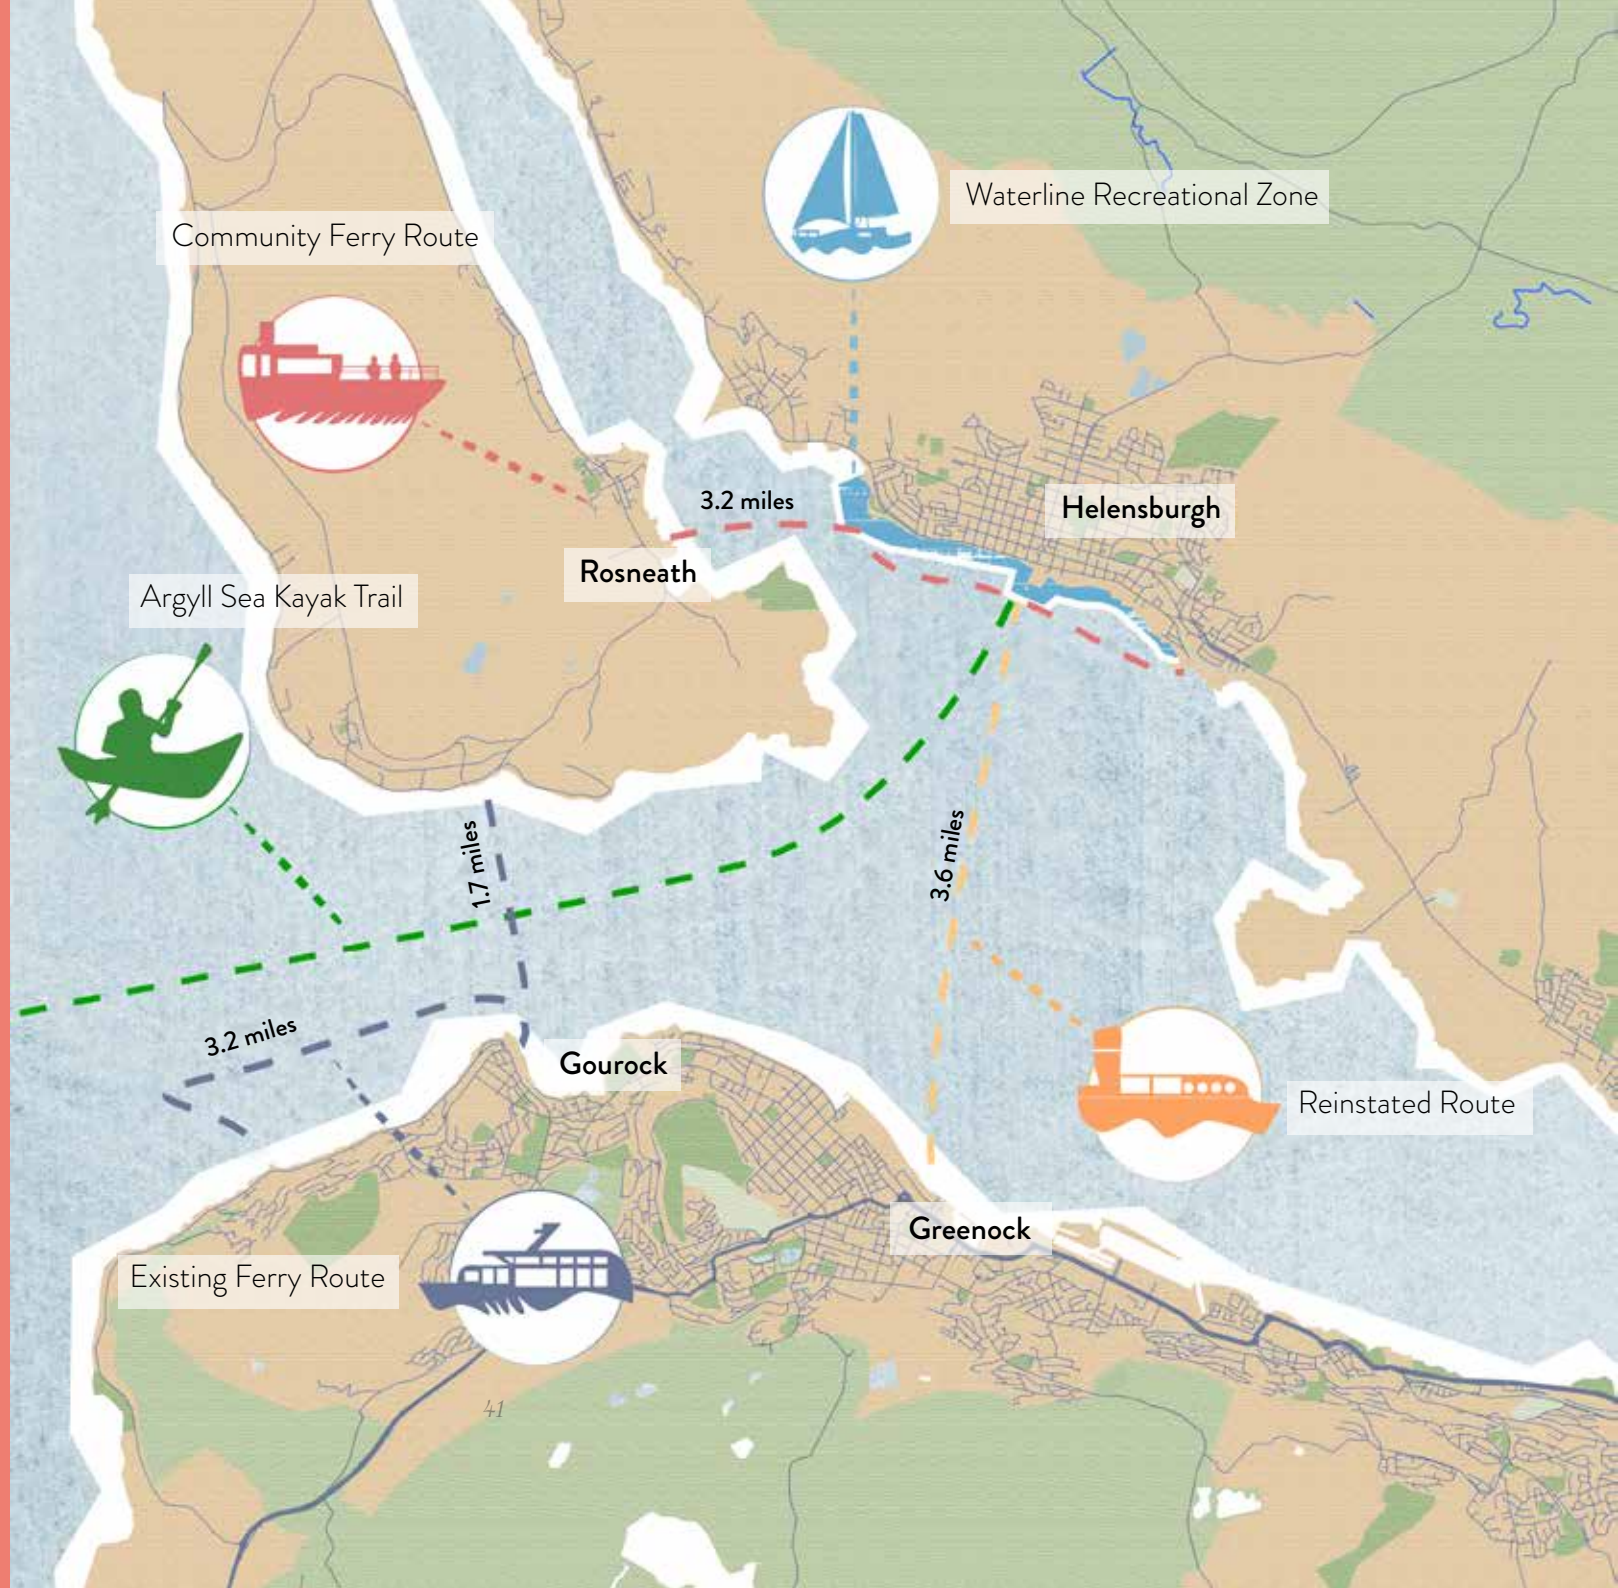 Waterline Recreational Zone
Community Ferry Route
3.2 miles
Helensburgh
Rosneath
Argyll Sea Kayak Trail
1.7 miles
3.6 miles
3.2 miles
Gourock
Reinstated Route
Greenock
Existing Ferry Route
41